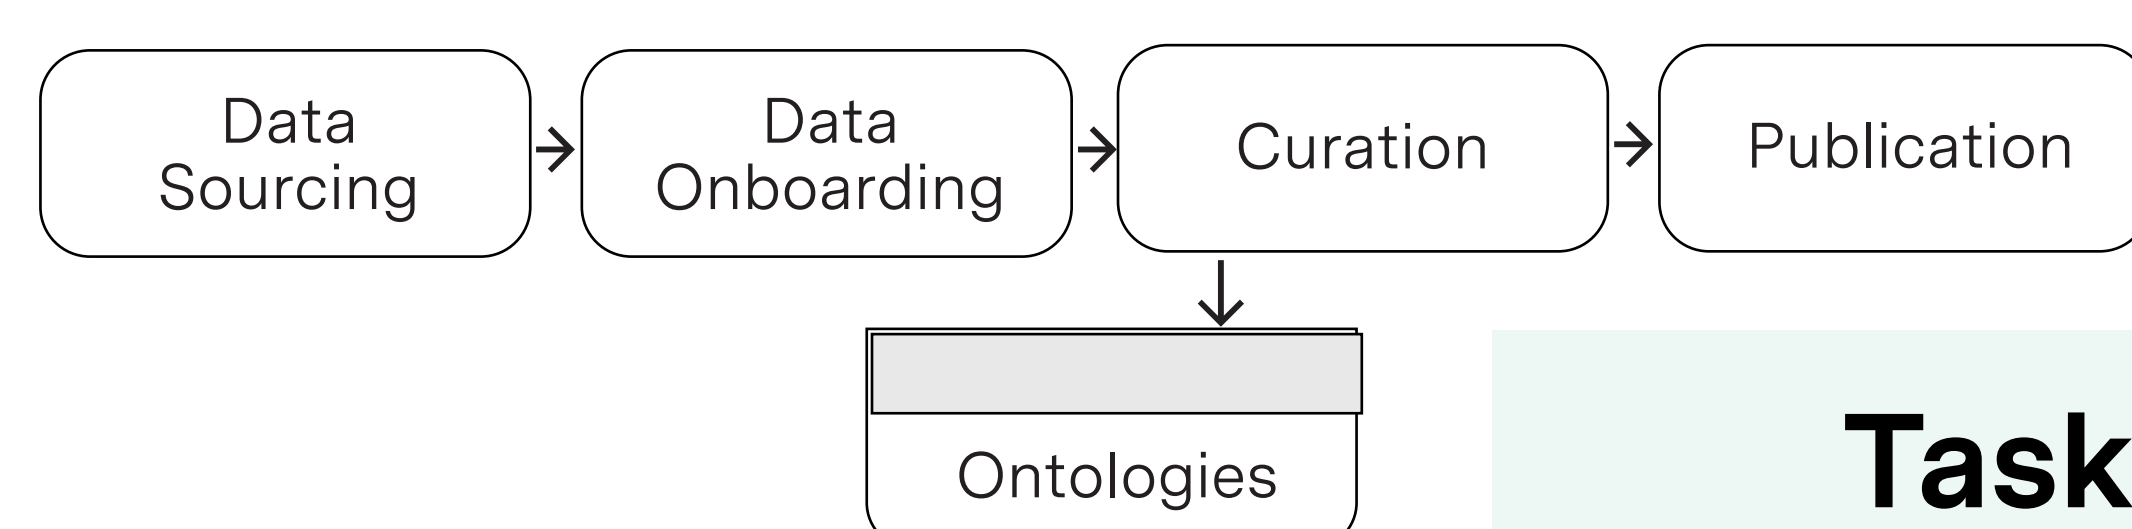 Data
Sourcing
Data
Onboarding
Curation
Publication
Ontologies
Task